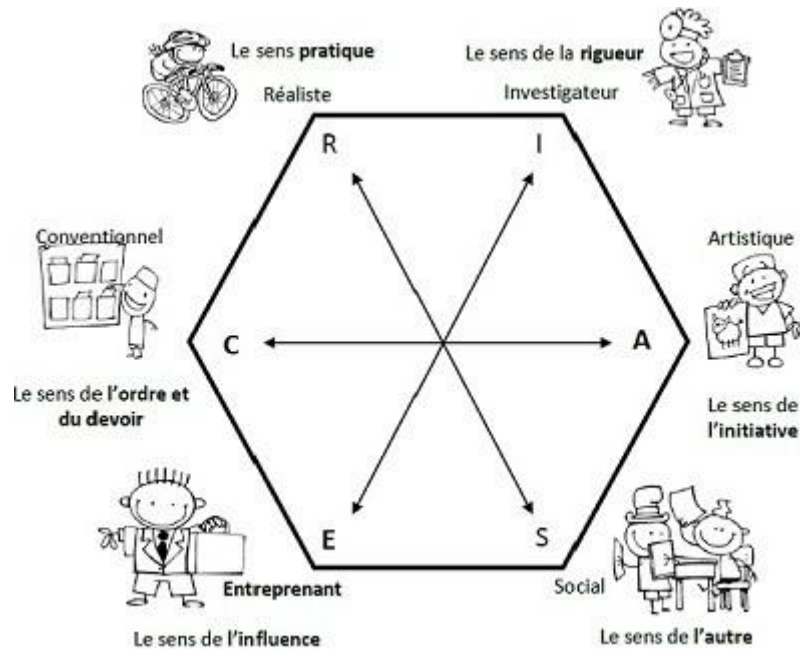 Le sens pratique
Réaliste
Le sens de la rigueur
Investigateur
R
I
Conventionnel
Artistique
C
A
Le sens de l'ordre et
du devoir
Le sens de
l'initiative
E
S
Entreprenant
Social
Le sens de l'influence
Le sens de l'autre